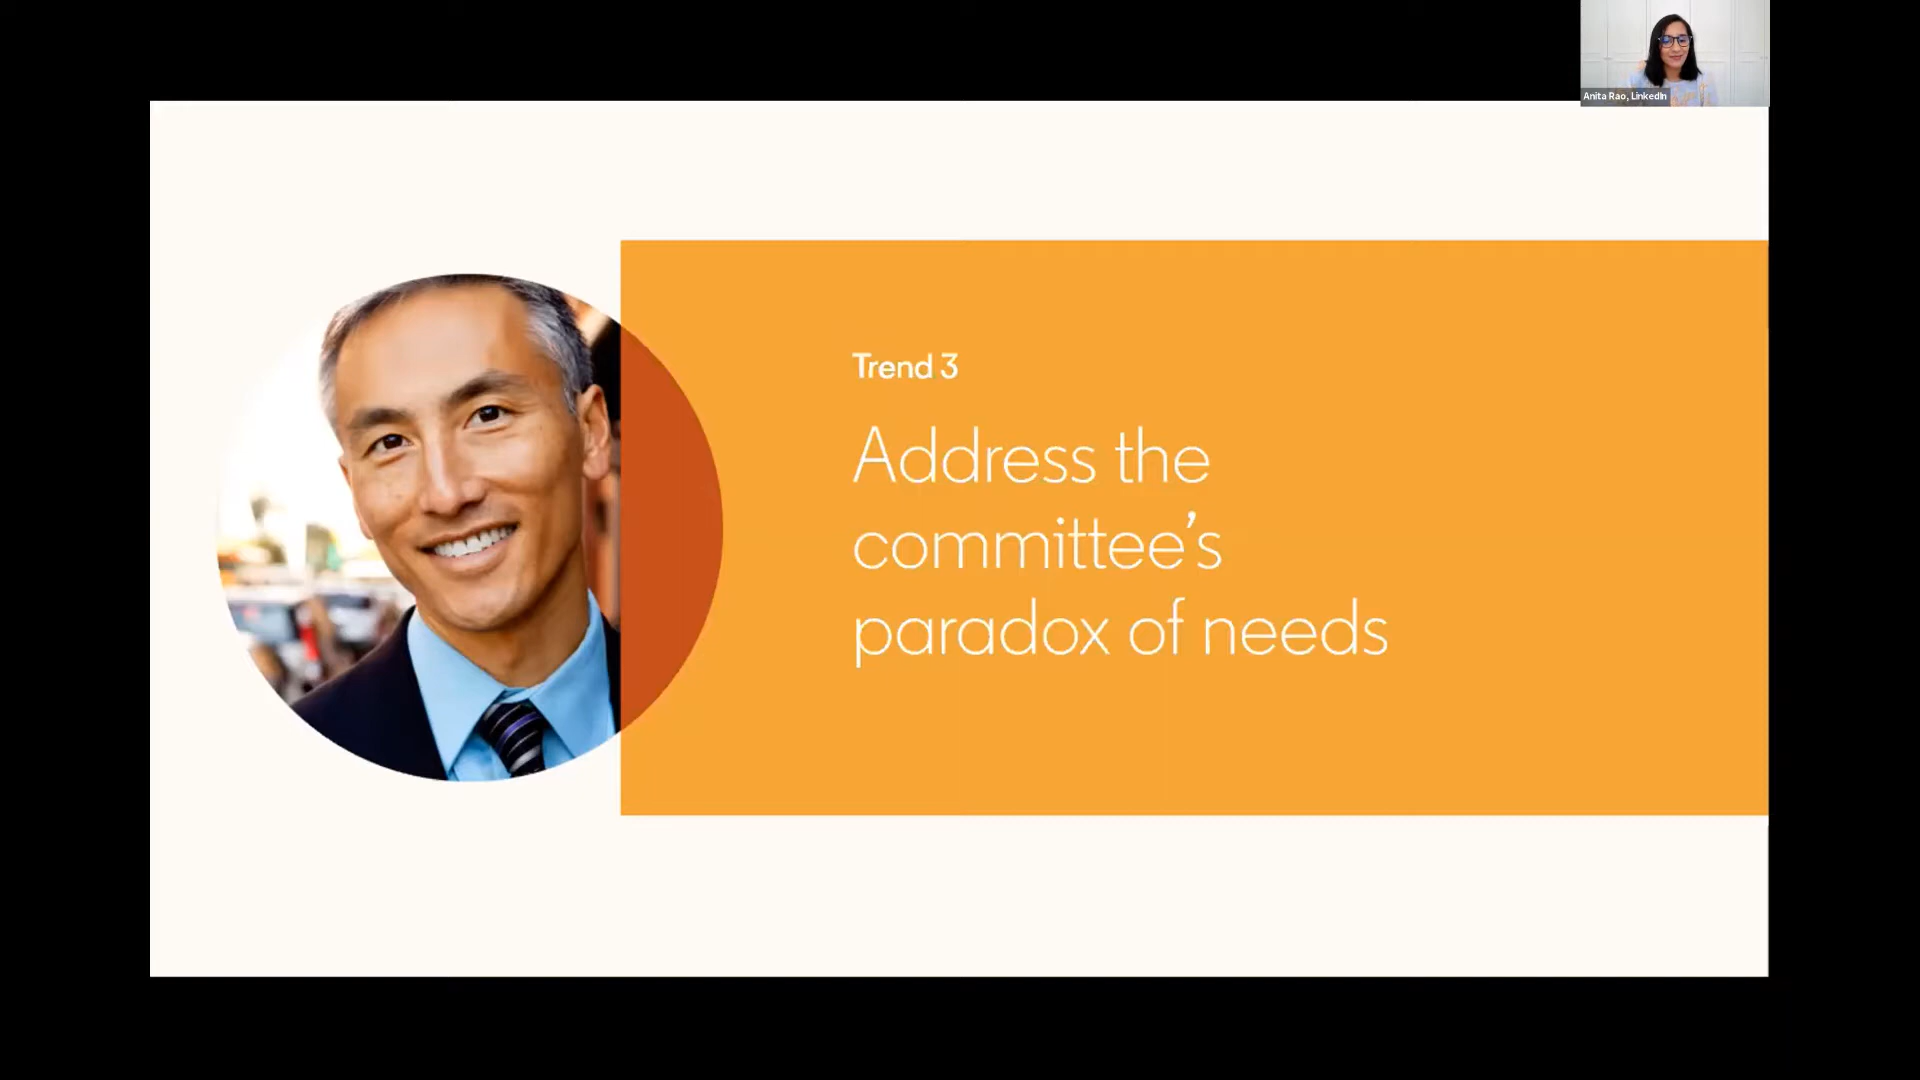 Anita Rao, LinkedIn
Trend 3
Address the
committee’s
paradox of needs